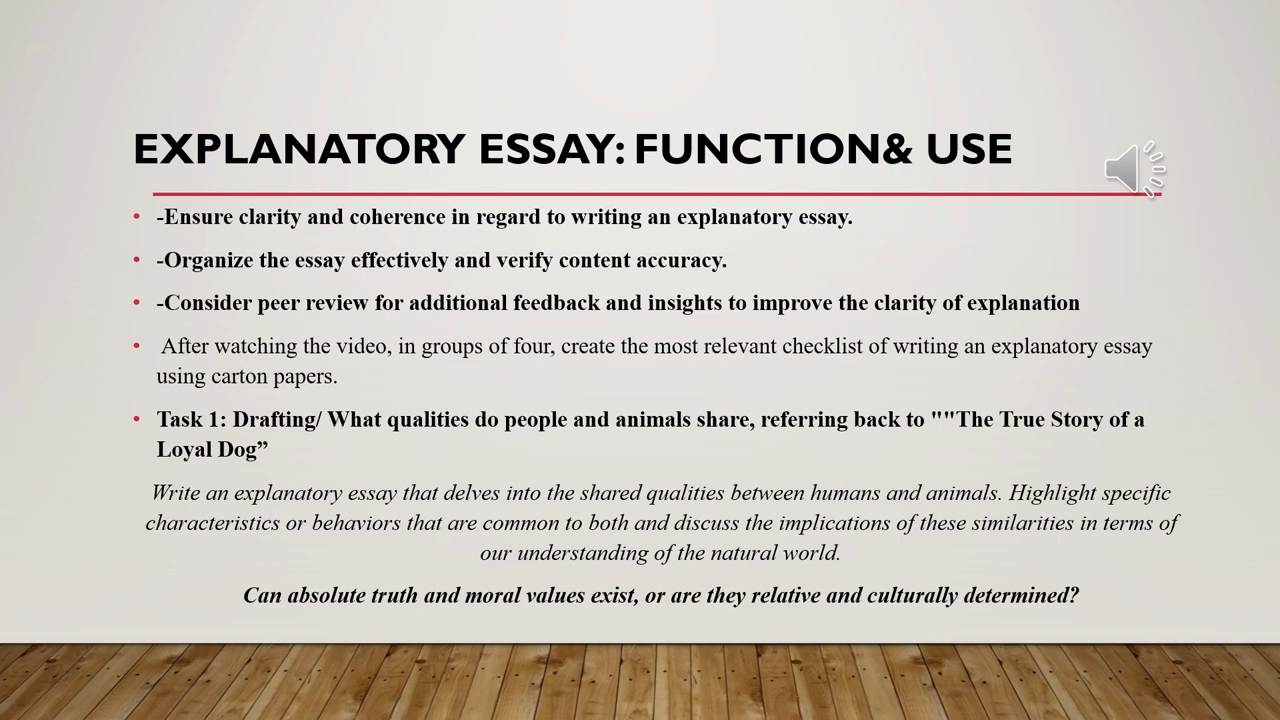 EXPLANATORY ESSAY: FUNCTION& USE
• -Ensure clarity and coherence in regard to writing an explanatory essay.
• -Organize the essay effectively and verify content accuracy.
• -Consider peer review for additional feedback and insights to improve the clarity of explanation
• After watching the video, in groups of four, create the most relevant checklist of writing an explanatory essay
using carton papers.
• Task 1: Drafting/ What qualities do people and animals share, referring back to ""The True Story of a
Loyal Dog”
Write an explanatory essay that delves into the shared qualities between humans and animals. Highlight specific
characteristics or behaviors that are common to both and discuss the implications of these similarities in terms of
our understanding of the natural world.
Can absolute truth and moral values exist, or are they relative and culturally determined?